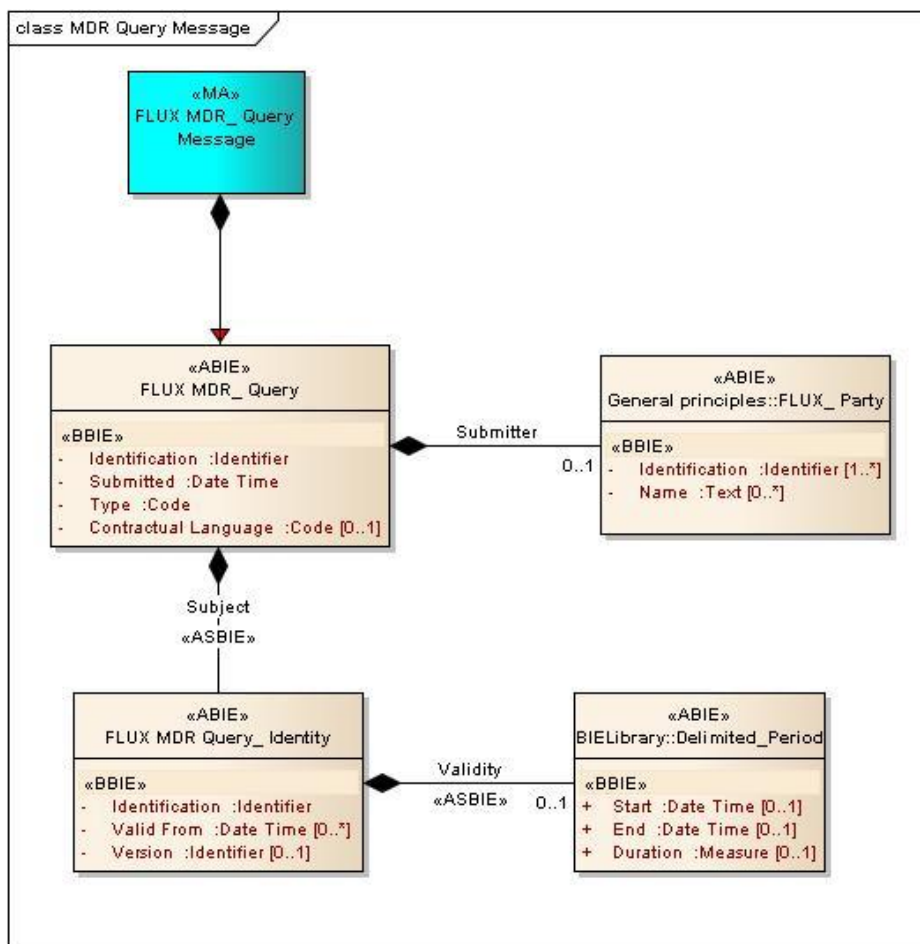 class MDR Query Message
«MA»
FLUX MDR_ Query
Message
«ABIE»
FLUX MDR_ Query
«BBIE»
- Identification :Identifier
- Submitted :Date Time
- Type :Code
- Contractual Language :Code [0..1]
Submitter
0..1
«ABIE»
General principles::FLUX_ Party
«BBIE»
- Identification :Identifier [1..*]
- Name :Text [0..*]
Subject
«ASBIE»
«ABIE»
FLUX MDR Query_ Identity
«BBIE»
- Identification :Identifier
- Valid From :Date Time [0..*]
- Version :Identifier [0..1]
Validity
«ASBIE»
0..1
«ABIE»
BIELibrary::Delimited_Period
«BBIE»
+ Start :Date Time [0..1]
+ End :Date Time [0..1]
+ Duration :Measure [0..1]